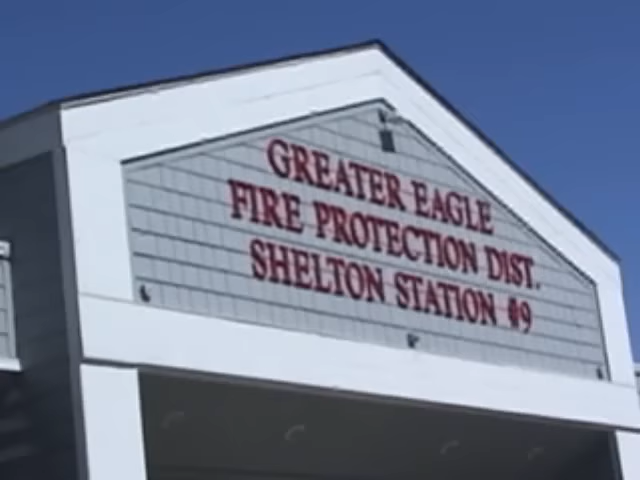 GREATER EAGLE
FIRE PROTECTION DIST.
SHELTON STATION #9